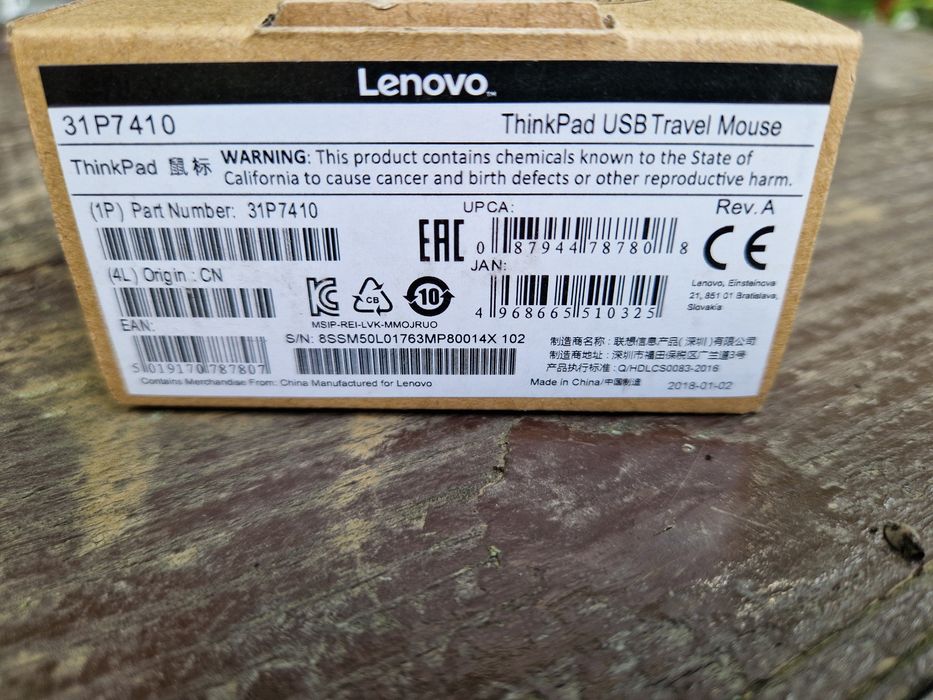 Lenovo™
31P7410 ThinkPad USB Travel Mouse
ThinkPad 鼠标 WARNING: This product contains chemicals known to the State of
California to cause cancer and birth defects or other reproductive harm.
(1P) Part Number: 31P7410
UPCA:
Rev. A
EAC
0 87944 78780 8
CE
(4L) Origin : CN
JAN:
Lenovo, Einsteinova
21, 851 01 Bratislava,
Slovakia
KC
CB
10
4 968665 510325
MSIP-REI-LVK-MMOJRUO
EAN:
5 019170 787807
S/N: 8SSM50L01763MP80014X 102
制造商名称：联想信息产品(深圳)有限公司
制造商地址：深圳市福田保税区广兰道3号
产品执行标准：Q/HDLCS0083-2016
Contains Merchandise From: China Manufactured for Lenovo
Made in China/中国制造
2018-01-02